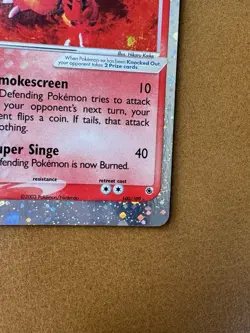 Illus. Hikaru Koike
When Pokémon-ex has been Knocked Out
your opponent takes 2 Prize cards.
mokescreen 10
Defending Pokémon tries to attack
your opponent's next turn, your
nent flips a coin. If tails, that attack
othing.
uper Singe 40
efending Pokémon is now Burned.
resistance retreat cost
©2003 Pokémon/Nintendo